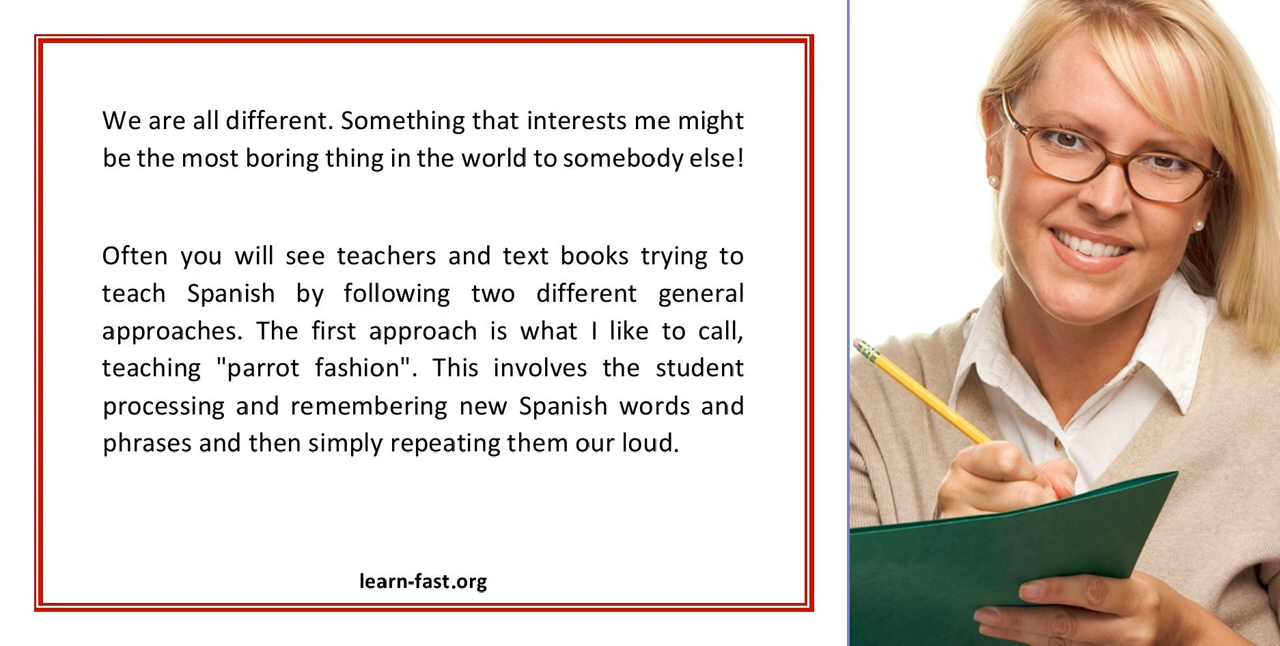 We are all different. Something that interests me might
be the most boring thing in the world to somebody else!
Often you will see teachers and text books trying to
teach Spanish by following two different general
approaches. The first approach is what I like to call,
teaching "parrot fashion". This involves the student
processing and remembering new Spanish words and
phrases and then simply repeating them our loud.
learn-fast.org